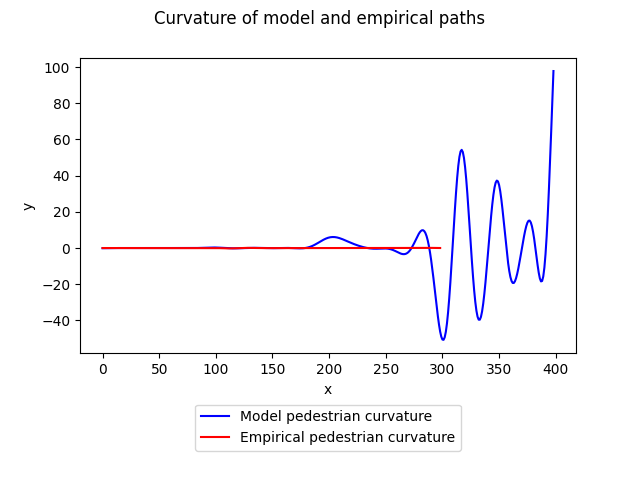 Curvature of model and empirical paths
100
80
60
40
20
0
−20
−40
y
0 50 100 150 200 250 300 350 400
x
Model pedestrian curvature
Empirical pedestrian curvature